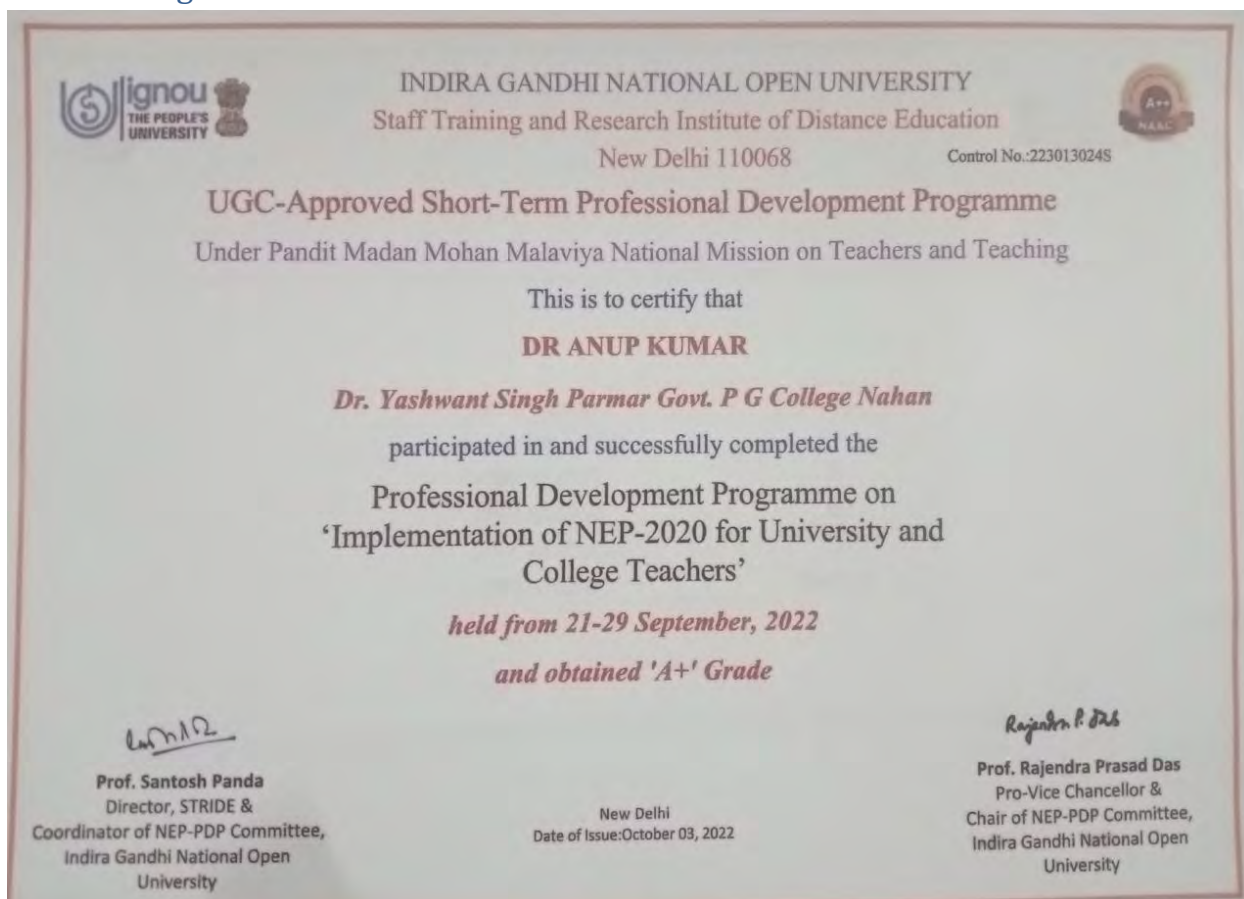 ignou
THE PEOPLE'S
UNIVERSITY
INDIRA GANDHI NATIONAL OPEN UNIVERSITY
Staff Training and Research Institute of Distance Education
New Delhi 110068
Control No.:223013024S
A++
NAAC
UGC-Approved Short-Term Professional Development Programme
Under Pandit Madan Mohan Malaviya National Mission on Teachers and Teaching
This is to certify that
DR ANUP KUMAR
Dr. Yashwant Singh Parmar Govt. P G College Nahan
participated in and successfully completed the
Professional Development Programme on
‘Implementation of NEP-2020 for University and
College Teachers’
held from 21-29 September, 2022
and obtained 'A+' Grade
Prof. Santosh Panda
Director, STRIDE &
Coordinator of NEP-PDP Committee,
Indira Gandhi National Open
University
New Delhi
Date of Issue:October 03, 2022
Rajendra P. Das
Prof. Rajendra Prasad Das
Pro-Vice Chancellor &
Chair of NEP-PDP Committee,
Indira Gandhi National Open
University